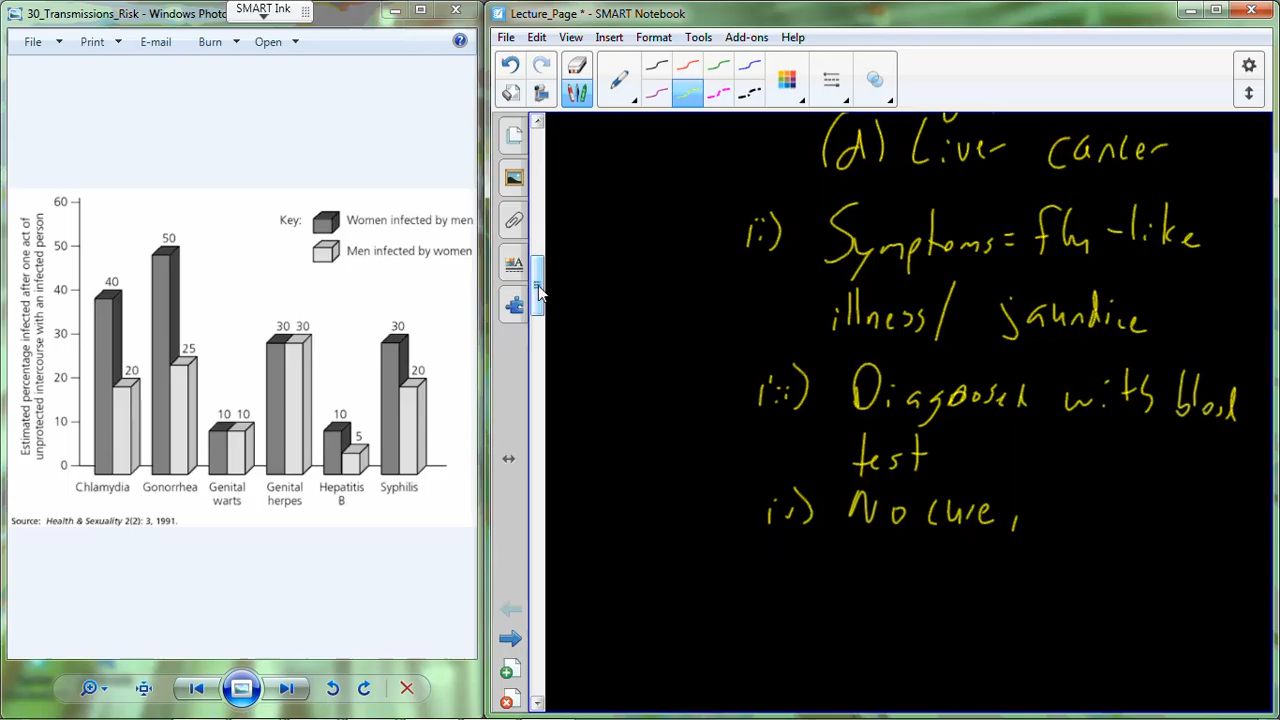 30_Transmissions_Risk - Windows Photo
SMART Ink
File Print E-mail Burn Open
60
50
40
30
20
10
0
Estimated percentage infected after one act of
unprotected intercourse with an infected person
Key: Women infected by men
Men infected by women
40
20
50
25
10 10
30 30
10
5
30
20
Chlamydia
Gonorrhea
Genital
warts
Genital
herpes
Hepatitis
B
Syphilis
Source: Health & Sexuality 2(2): 3, 1991.
Lecture_Page * - SMART Notebook
File Edit View Insert Format Tools Add-ons Help
(d) Liver cancer
ii) Symptoms = flu-like
illness/ jaundice
iii) Diagnosed with blood
test
iv) No cure,